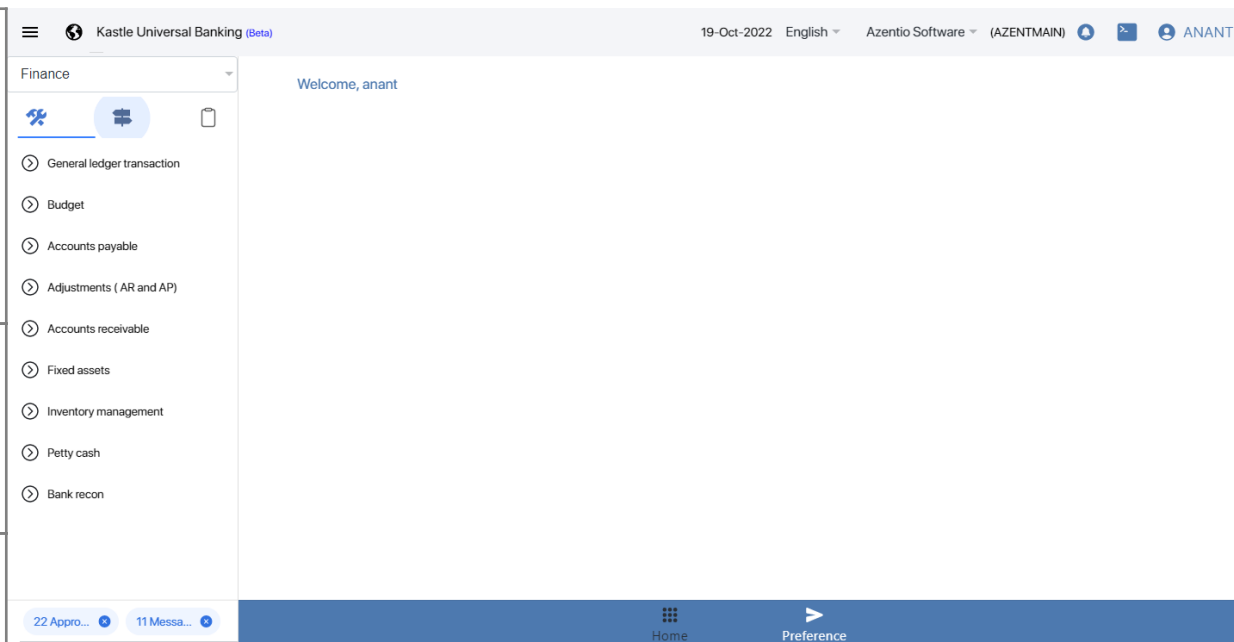 Kastle Universal Banking (Beta)
19-Oct-2022 English Azentio Software (AZENTMAIN) ANANT
Finance
Welcome, anant
General ledger transaction
Budget
Accounts payable
Adjustments ( AR and AP)
Accounts receivable
Fixed assets
Inventory management
Petty cash
Bank recon
22 Appro... 11 Messa...
Home Preference